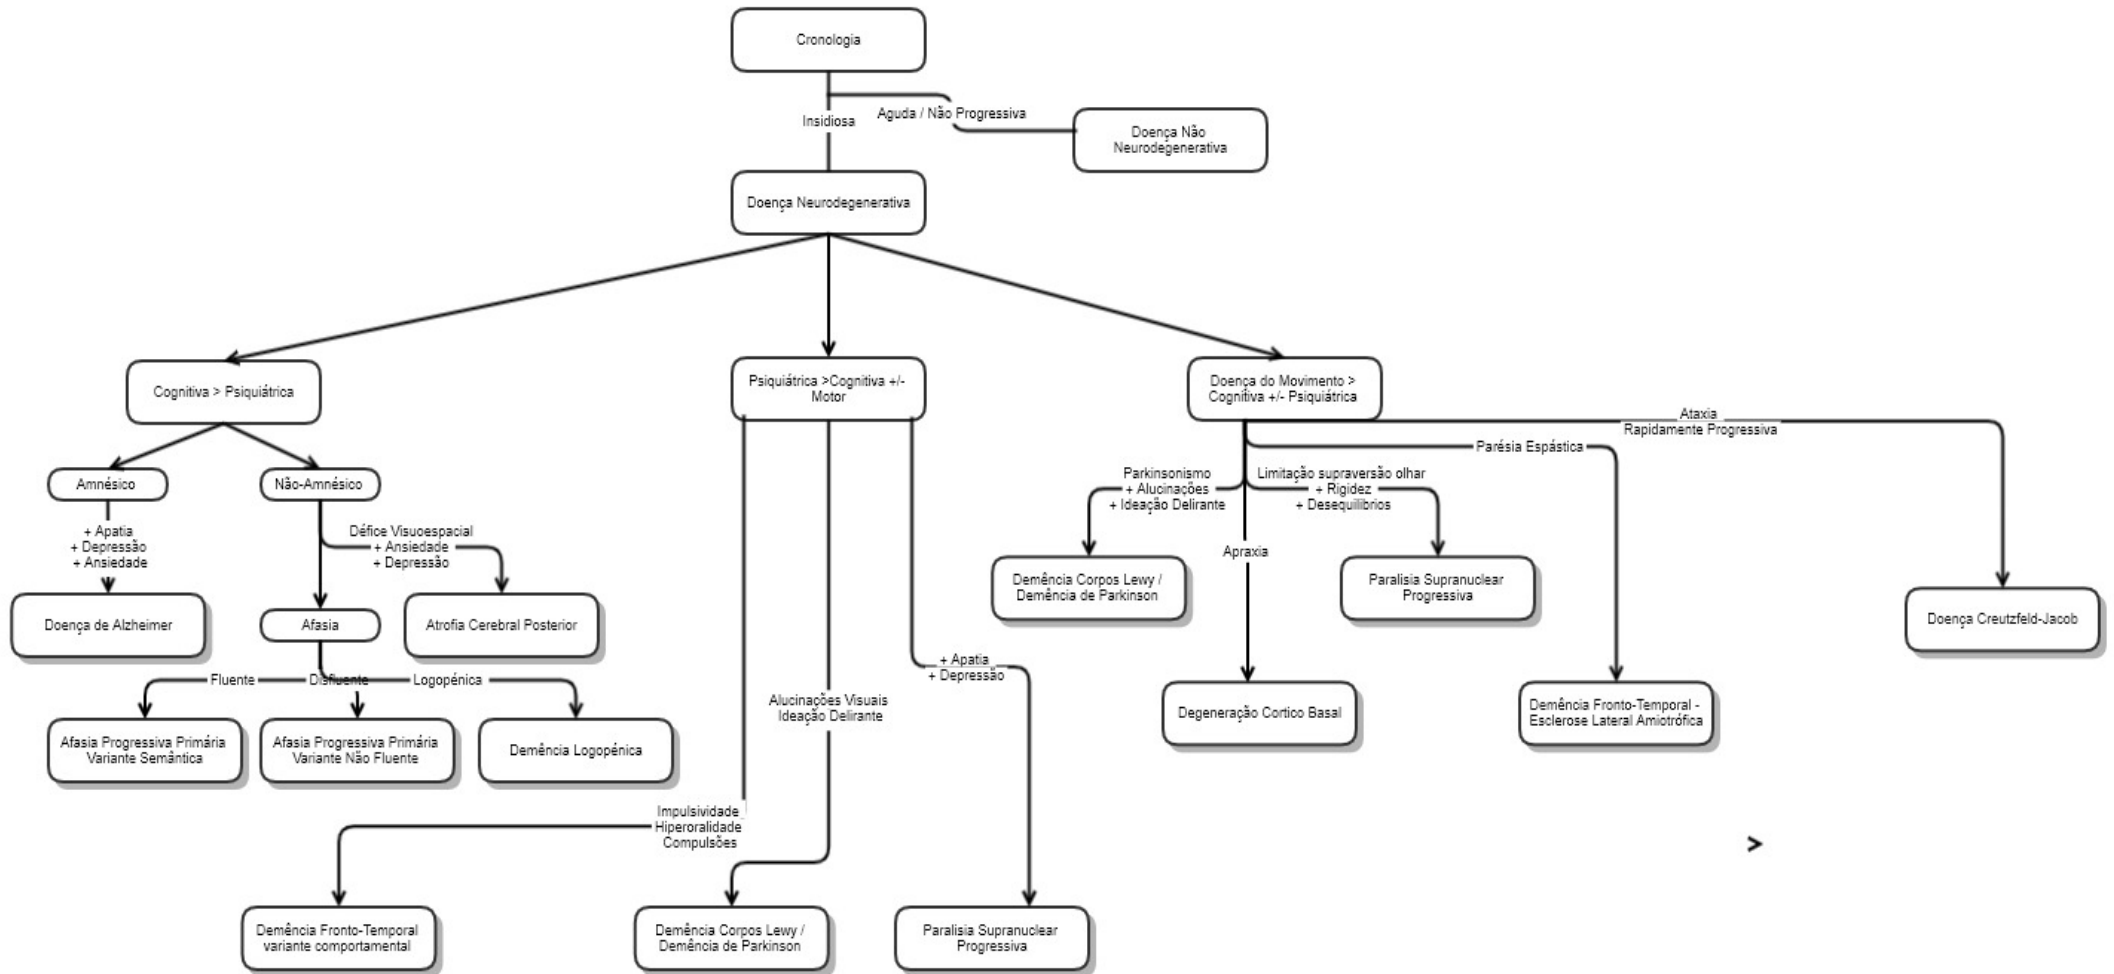 Cronologia
Aguda / Não Progressiva
Insidiosa
Doença Não
Neurodegenerativa
Doença Neurodegenerativa
Cognitiva > Psiquiátrica
Psiquiátrica >Cognitiva +/-
Motor
Doença do Movimento >
Cognitiva +/- Psiquiátrica
Ataxia
Rapidamente Progressiva
Parésia Espástica
Amnésico
Não-Amnésico
Parkinsonismo
+ Alucinações
+ Ideação Delirante
Limitação supraversão olhar
+ Rigidez
+ Desequilibrios
+ Apatia
+ Depressão
+ Ansiedade
Défice Visuoespacial
+ Ansiedade
+ Depressão
Apraxia
Demência Corpos Lewy /
Demência de Parkinson
Paralisia Supranuclear
Progressiva
Doença de Alzheimer
Afasia
Atrofia Cerebral Posterior
Doença Creutzfeld-Jacob
Fluente
Disfluente
Logopénica
+ Apatia
+ Depressão
Alucinações Visuais
Ideação Delirante
Degeneração Cortico Basal
Demência Fronto-Temporal -
Esclerose Lateral Amiotrófica
Afasia Progressiva Primária
Variante Semântica
Afasia Progressiva Primária
Variante Não Fluente
Demência Logopénica
Impulsividade
Hiperoralidade
Compulsões
Demência Fronto-Temporal
variante comportamental
Demência Corpos Lewy /
Demência de Parkinson
Paralisia Supranuclear
Progressiva